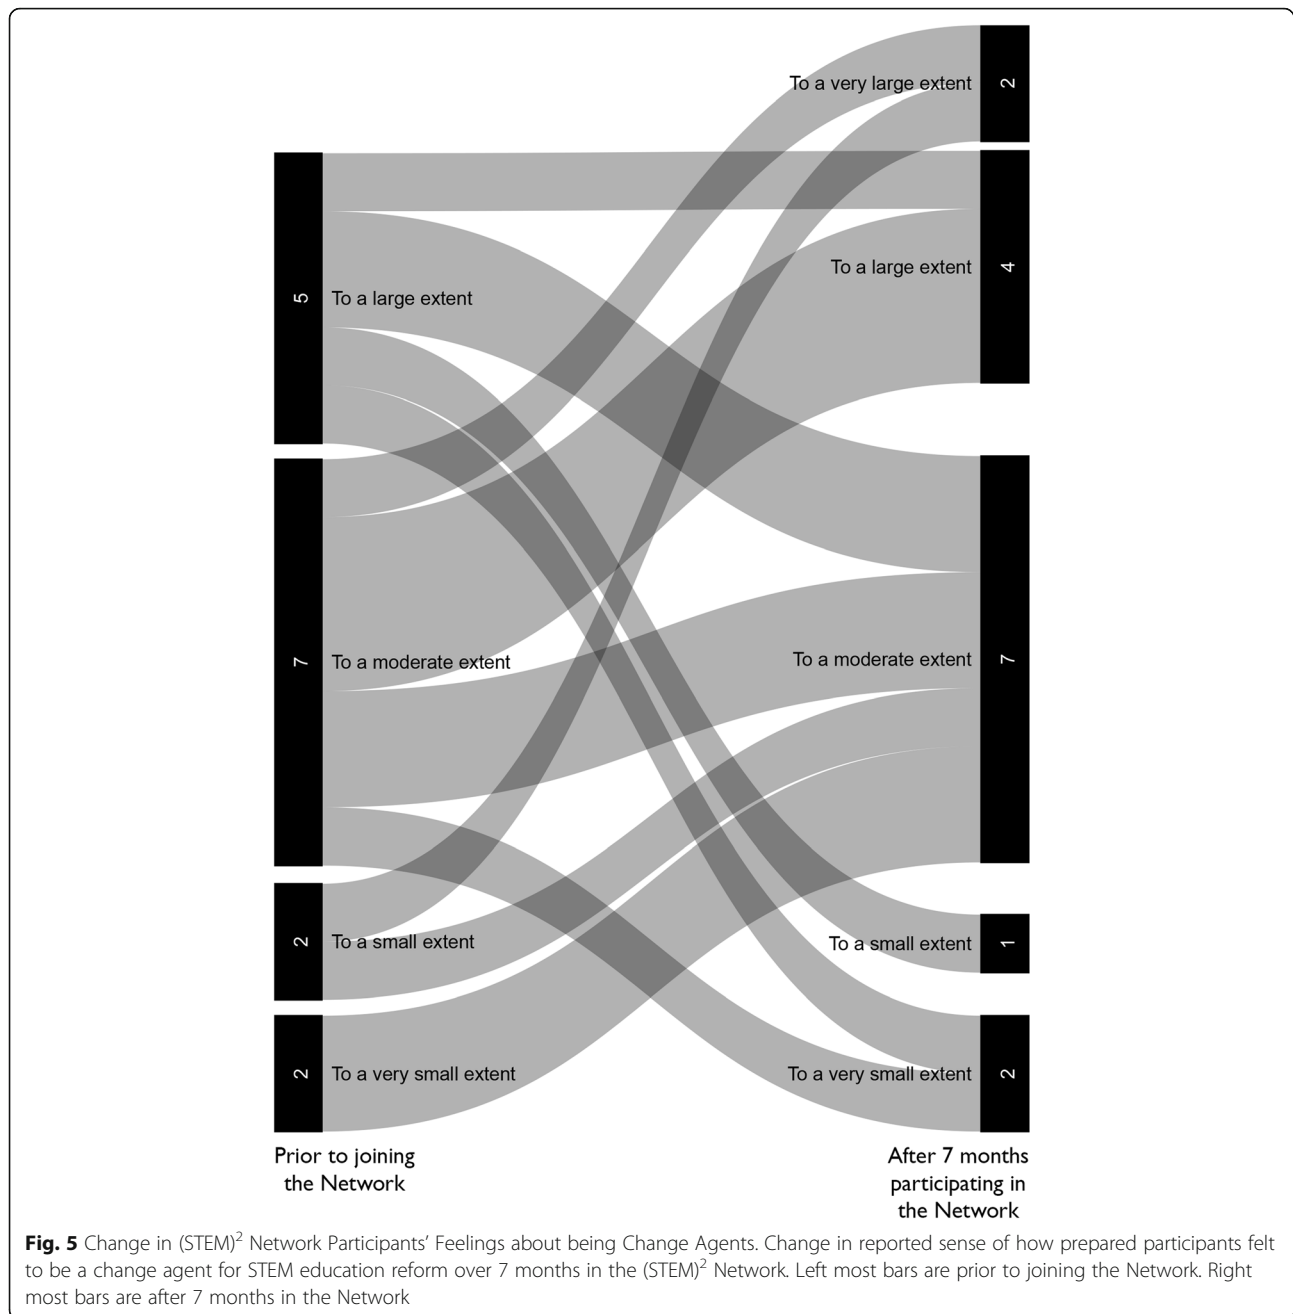 To a very large extent
2
5
To a large extent
To a large extent
4
7
To a moderate extent
To a moderate extent
7
2
To a small extent
To a small extent
1
2
To a very small extent
To a very small extent
2
Prior to joining
the Network
After 7 months
participating in
the Network
Fig. 5 Change in (STEM)² Network Participants’ Feelings about being Change Agents. Change in reported sense of how prepared participants felt
to be a change agent for STEM education reform over 7 months in the (STEM)² Network. Left most bars are prior to joining the Network. Right
most bars are after 7 months in the Network